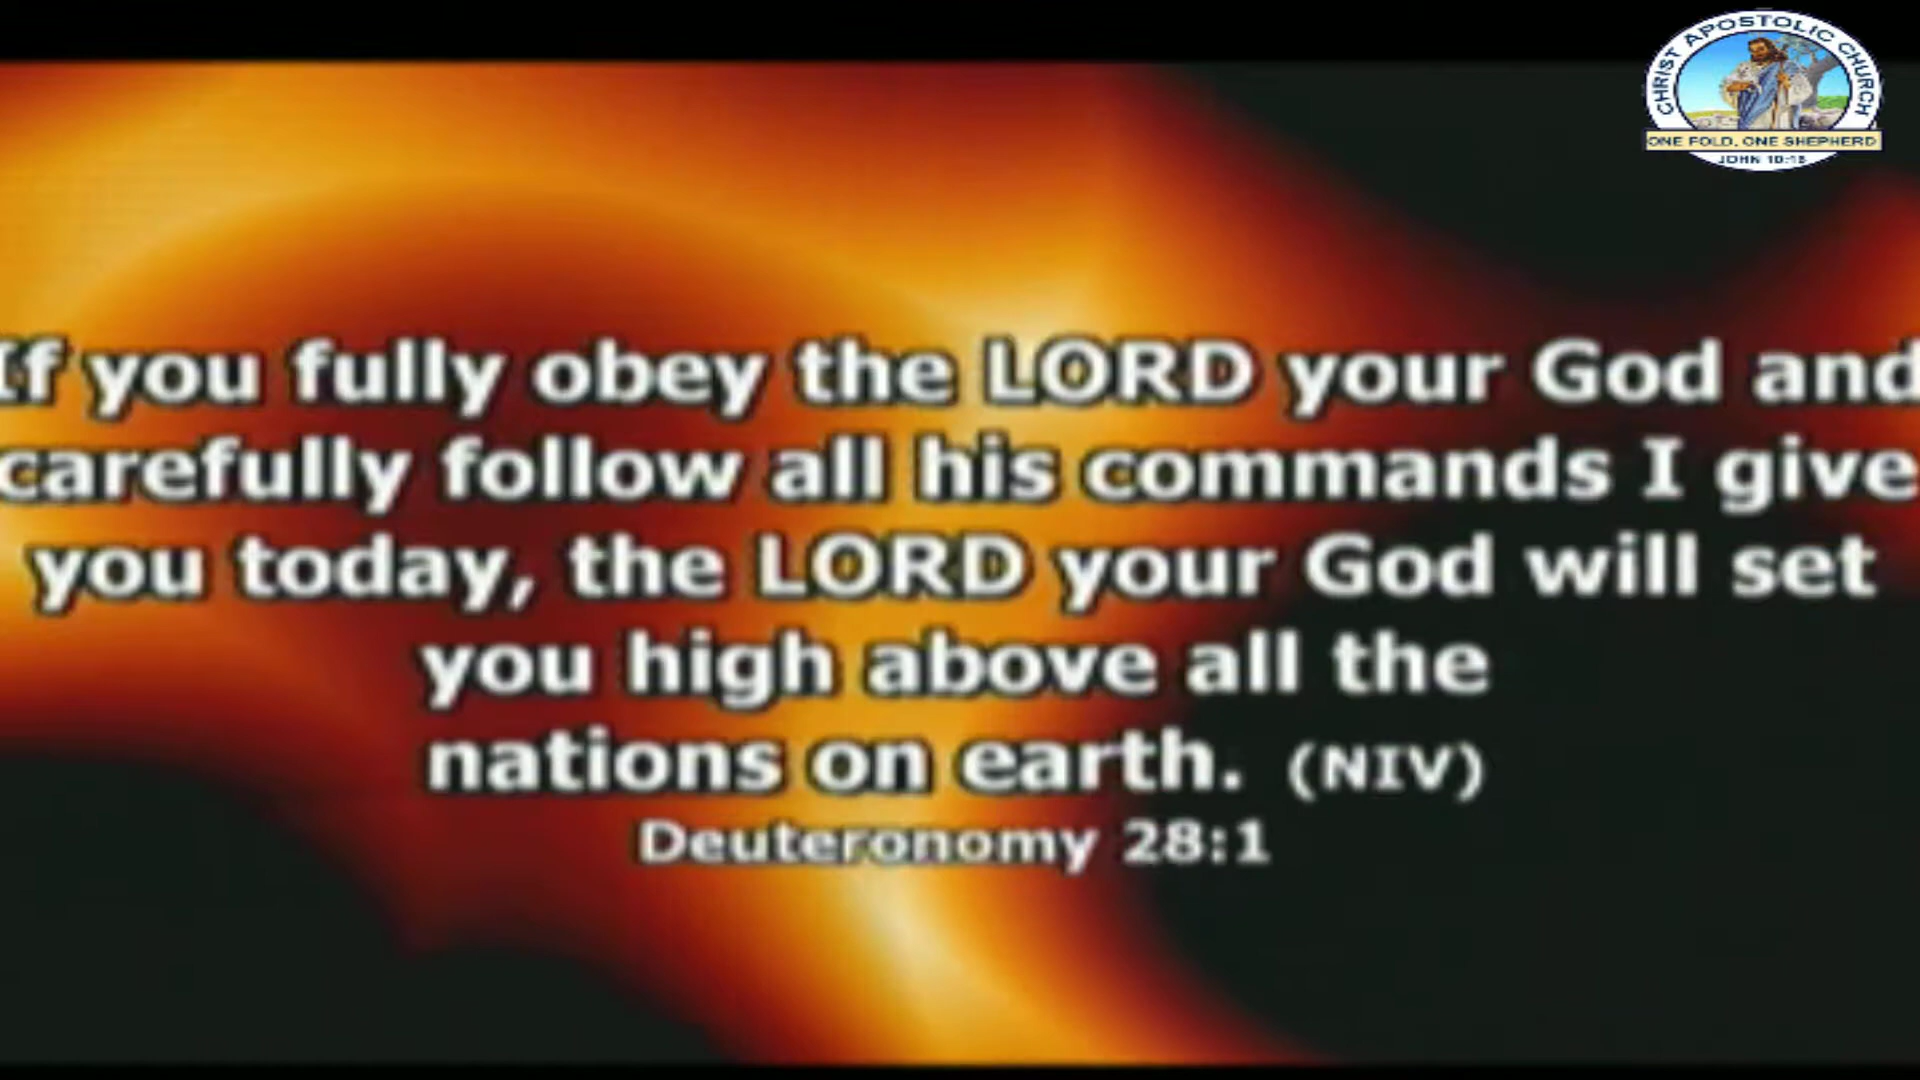 If you fully obey the LORD your God and
carefully follow all his commands I give
you today, the LORD your God will set
you high above all the
nations on earth. (NIV)
Deuteronomy 28:1
CHRIST APOSTOLIC CHURCH
ONE FOLD, ONE SHEPHERD
JOHN 10:16